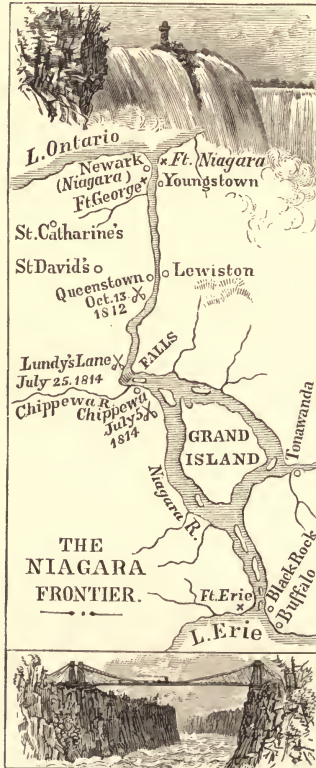 L. Ontario
Newark
(Niagara)
Ft. Niagara
Ft George
Youngstown
St. Catharine's
St David's
Queenstown
Oct. 13
1812
Lewiston
Lundy's Lane
July 25. 1814
FALLS
Chippewa R.
Chippewa
July 5
1814
GRAND
ISLAND
Tonawanda
Niagara R.
THE
NIAGARA
FRONTIER.
Ft. Erie
Black Rock
Buffalo
L. Erie